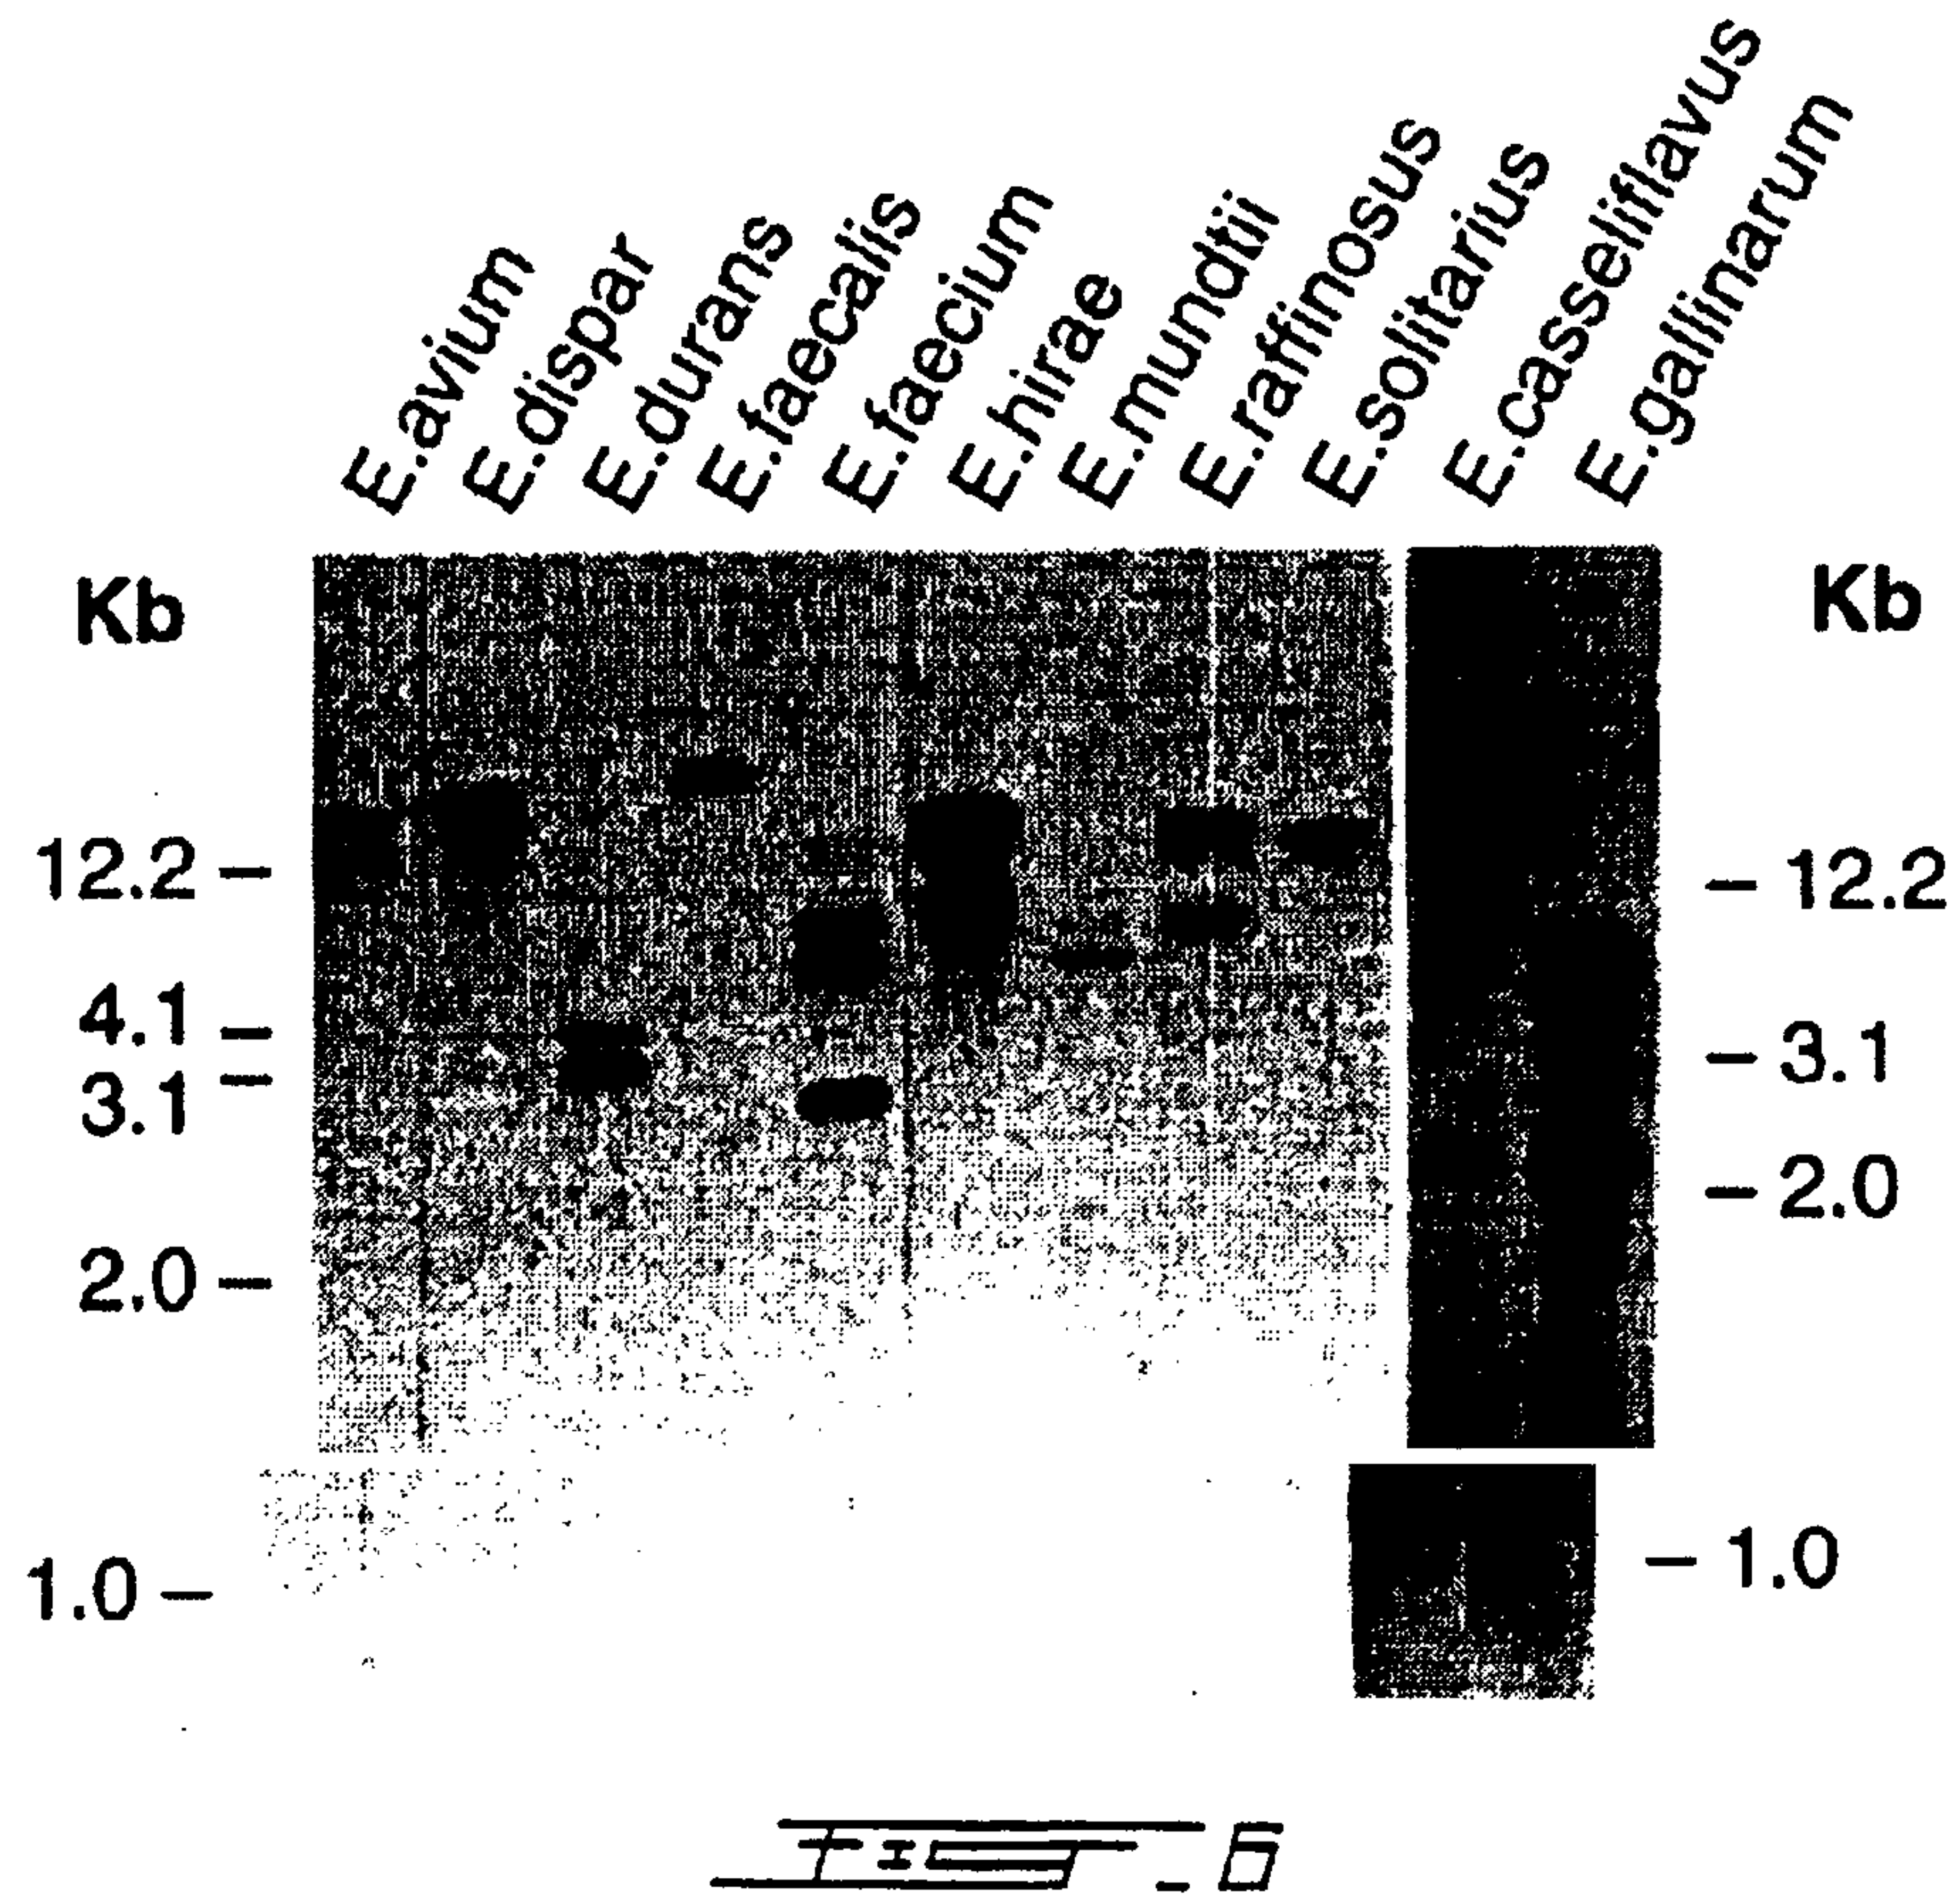 E.avium
E.dispar
E.durans
E.faecalis
E.faecium
E.hirae
E.mundtii
E.raffinosus
E.solitarius
E.casseliflavus
E.gallinarum
Kb
Kb
12.2
12.2
4.1
3.1
3.1
2.0
2.0
1.0
1.0
Fig_6